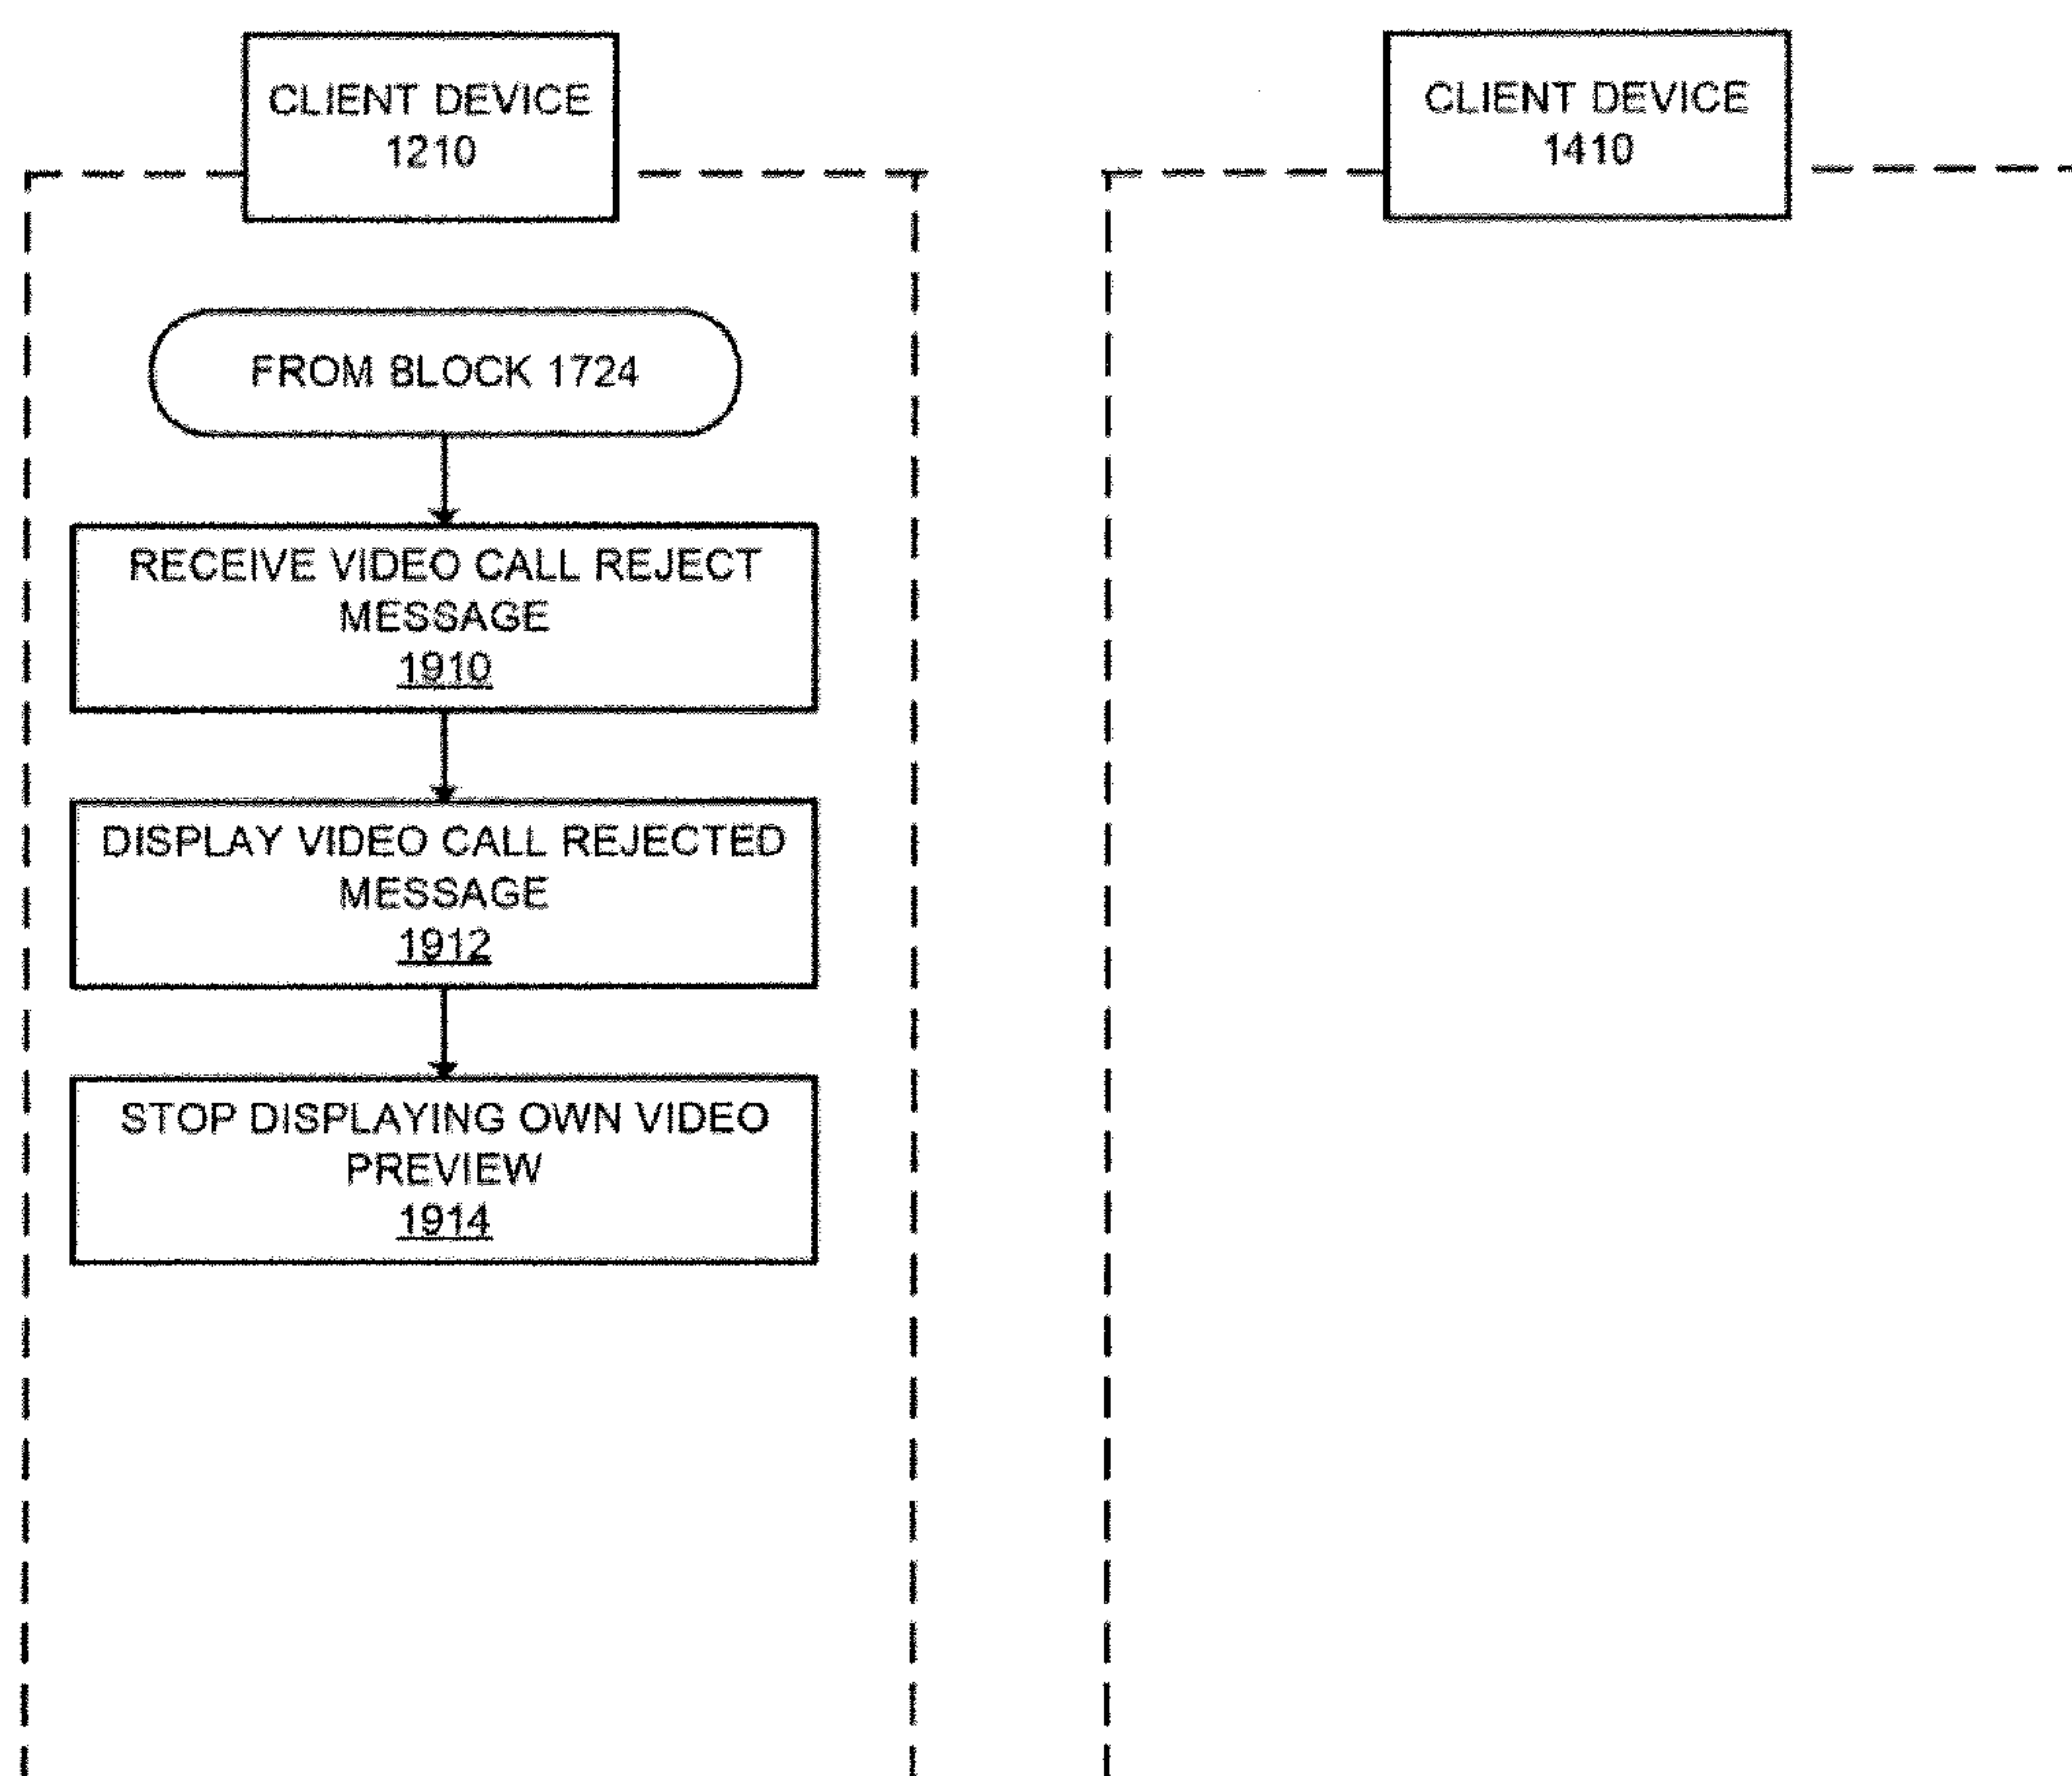 CLIENT DEVICE
1210
CLIENT DEVICE
1410
FROM BLOCK 1724
RECEIVE VIDEO CALL REJECT
MESSAGE
1910
DISPLAY VIDEO CALL REJECTED
MESSAGE
1912
STOP DISPLAYING OWN VIDEO
PREVIEW
1914